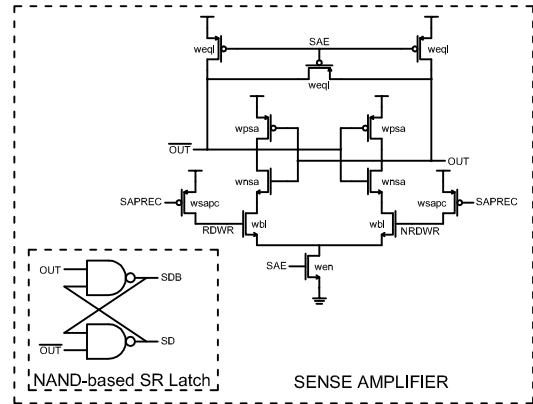 SAE
weql
weql
weql
wpsa
wpsa
OUT
OUT
wnsa
wnsa
SAPREC
wsapc
wsapc
SAPREC
wbl
wbl
RDWR
NRDWR
SAE
wen
OUT
SDB
SD
OUT
NAND-based SR Latch
SENSE AMPLIFIER